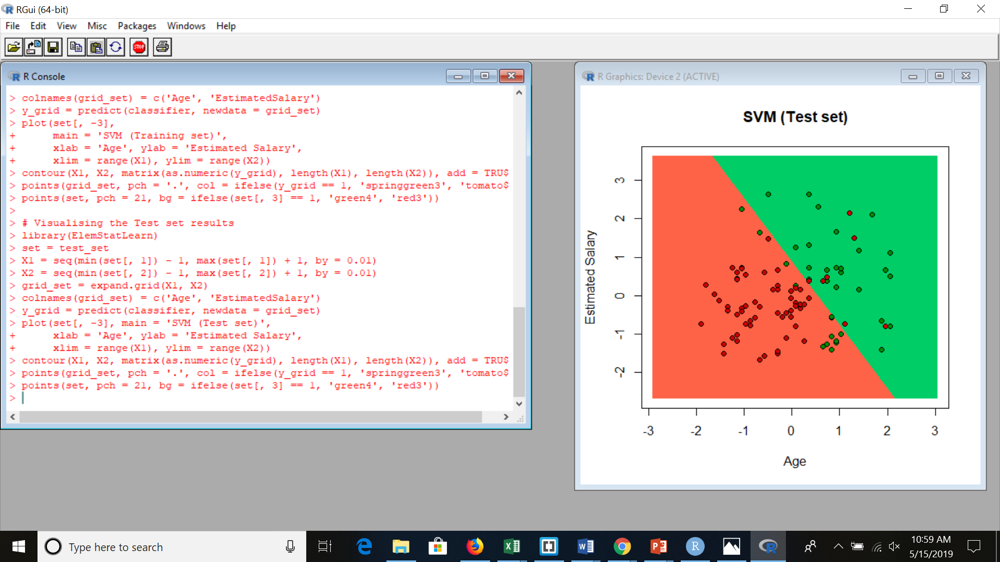 RGui (64-bit)
File Edit View Misc Packages Windows Help
STOP
R Console
> colnames(grid_set) = c('Age', 'EstimatedSalary')
> y_grid = predict(classifier, newdata = grid_set)
> plot(set[, -3],
+      main = 'SVM (Training set)',
+      xlab = 'Age', ylab = 'Estimated Salary',
+      xlim = range(X1), ylim = range(X2))
> contour(X1, X2, matrix(as.numeric(y_grid), length(X1), length(X2)), add = TRU$
> points(grid_set, pch = '.', col = ifelse(y_grid == 1, 'springgreen3', 'tomato$
> points(set, pch = 21, bg = ifelse(set[, 3] == 1, 'green4', 'red3'))
>
> # Visualising the Test set results
> library(ElemStatLearn)
> set = test_set
> X1 = seq(min(set[, 1]) - 1, max(set[, 1]) + 1, by = 0.01)
> X2 = seq(min(set[, 2]) - 1, max(set[, 2]) + 1, by = 0.01)
> grid_set = expand.grid(X1, X2)
> colnames(grid_set) = c('Age', 'EstimatedSalary')
> y_grid = predict(classifier, newdata = grid_set)
> plot(set[, -3], main = 'SVM (Test set)',
+      xlab = 'Age', ylab = 'Estimated Salary',
+      xlim = range(X1), ylim = range(X2))
> contour(X1, X2, matrix(as.numeric(y_grid), length(X1), length(X2)), add = TRU$
> points(grid_set, pch = '.', col = ifelse(y_grid == 1, 'springgreen3', 'tomato$
> points(set, pch = 21, bg = ifelse(set[, 3] == 1, 'green4', 'red3'))
>
R Graphics: Device 2 (ACTIVE)
SVM (Test set)
Estimated Salary
3
2
1
0
-1
-2
-3 -2 -1 0 1 2 3
Age
Type here to search
10:59 AM
5/15/2019